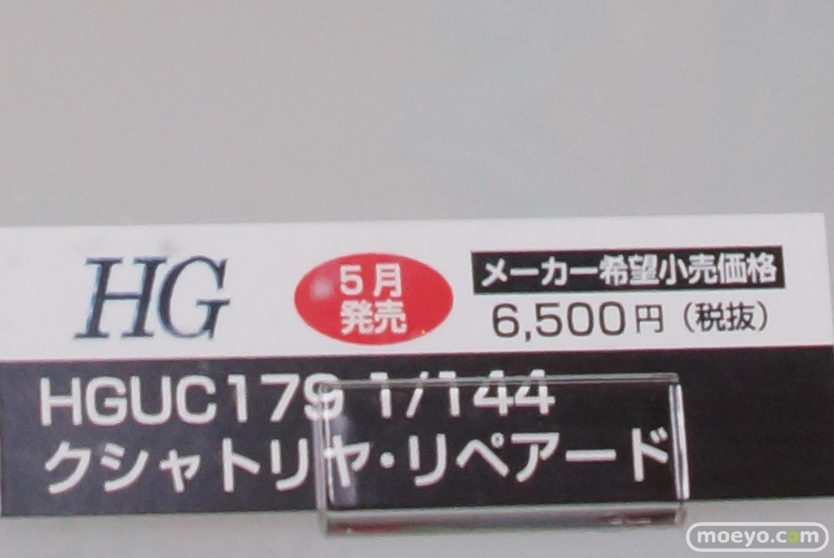 HG
5月
発売
メーカー希望小売価格
6,500円（税抜）
HGUC179 1/144
クシャトリヤ・リペアード
moeyo.com